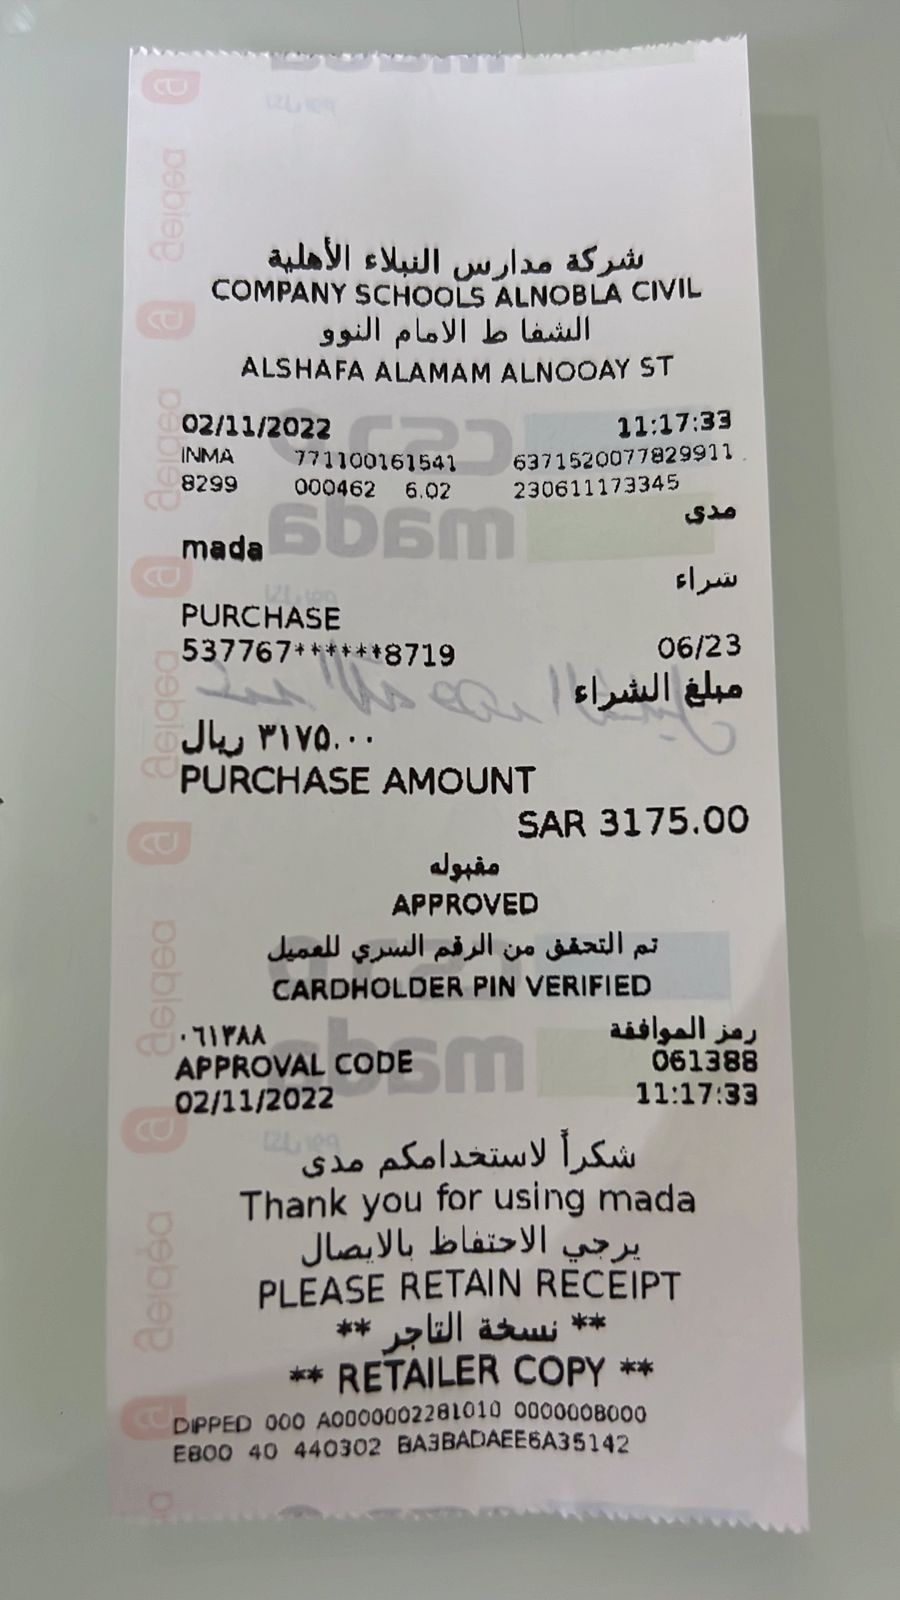 شركة مدارس النبلاء الأهلية
COMPANY SCHOOLS ALNOBLA CIVIL
الشفا ط الامام النوو
ALSHAFA ALAMAM ALNOOAY ST
02/11/2022 11:17:33
INMA 771100161541 6371520077829911
8299 000462 6.02 230611173345
مدى
mada
شراء
PURCHASE
537767******8719 06/23
مبلغ الشراء
٣١٧٥.٠٠ ريال
PURCHASE AMOUNT
SAR 3175.00
مقبوله
APPROVED
تم التحقق من الرقم السري للعميل
CARDHOLDER PIN VERIFIED
رمز الموافقة ٠٦١٣٨٨
APPROVAL CODE 061388
02/11/2022 11:17:33
شكراً لاستخدامكم مدى
Thank you for using mada
يرجي الاحتفاظ بالايصال
PLEASE RETAIN RECEIPT
** نسخة التاجر **
** RETAILER COPY **
DIPPED 000 A0000002281010 0000008000
E800 40 440302 BA3BADAEE6A35142